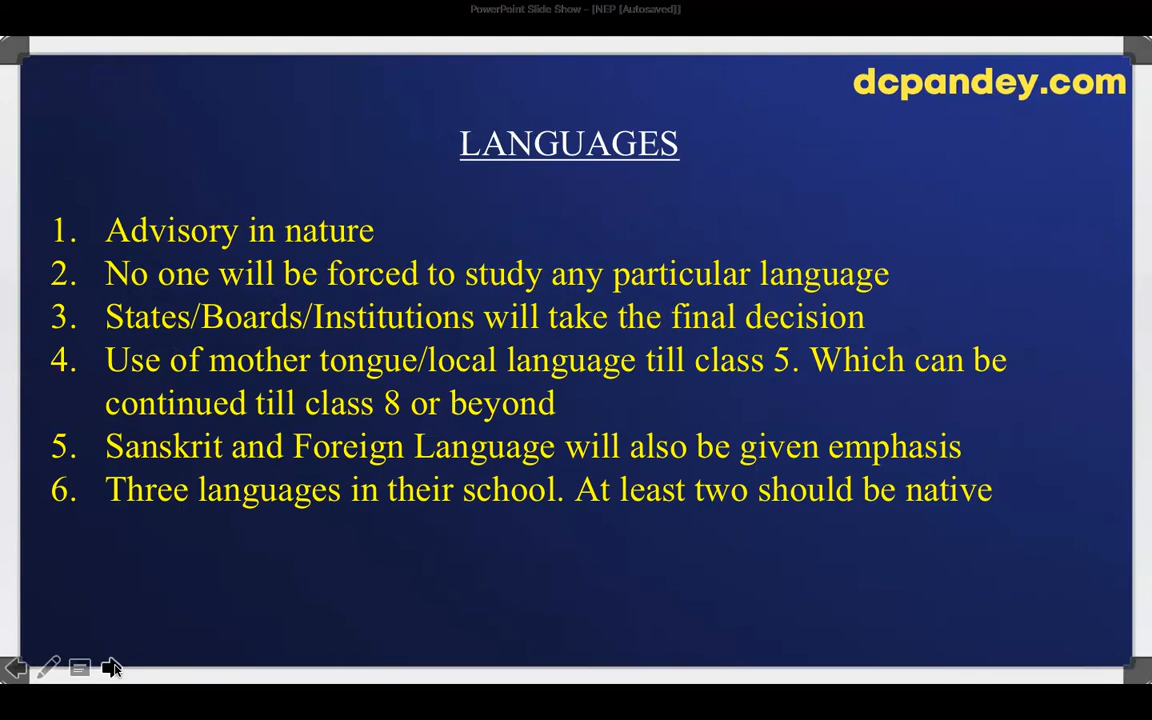 PowerPoint Slide Show - [NEP [Autosaved]]
dcpandey.com
LANGUAGES
1. Advisory in nature
2. No one will be forced to study any particular language
3. States/Boards/Institutions will take the final decision
4. Use of mother tongue/local language till class 5. Which can be
continued till class 8 or beyond
5. Sanskrit and Foreign Language will also be given emphasis
6. Three languages in their school. At least two should be native